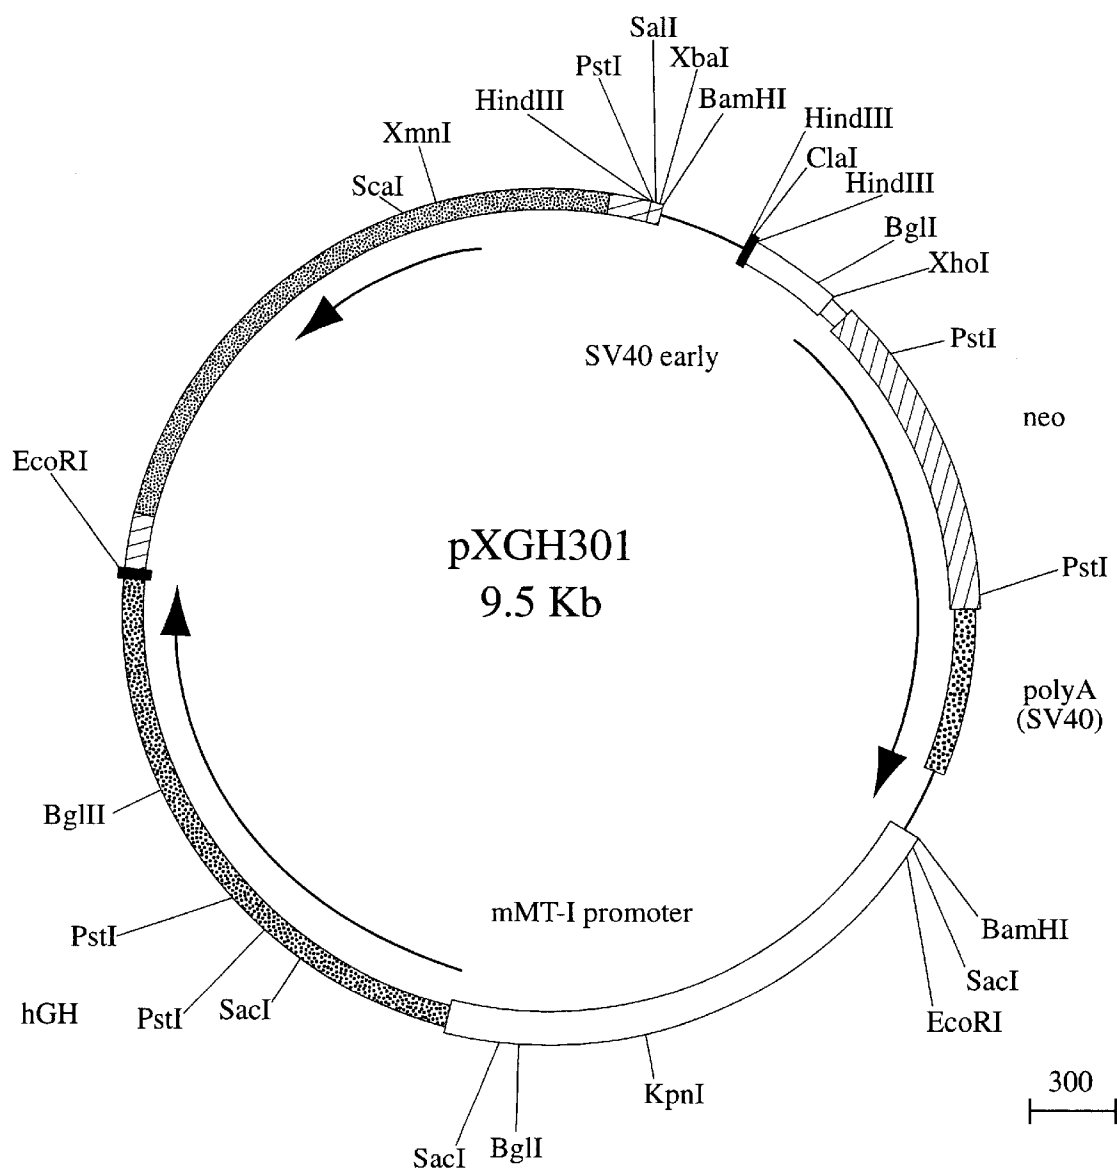 SalI
XbaI
PstI
BamHI
HindIII
HindIII
XmnI
ClaI
ScaI
HindIII
BglI
XhoI
SV40 early
PstI
neo
EcoRI
pXGH301
9.5 Kb
PstI
polyA
(SV40)
BglII
mMT-I promoter
BamHI
PstI
SacI
hGH
PstI
SacI
EcoRI
300
KpnI
SacI
BglI